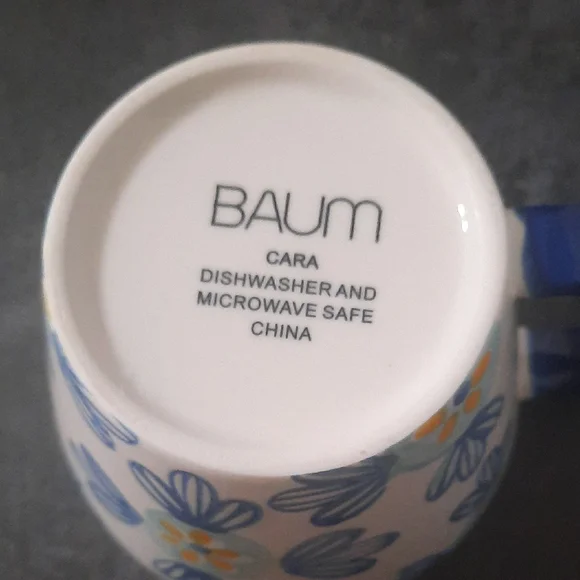 BAUM
CARA
DISHWASHER AND
MICROWAVE SAFE
CHINA